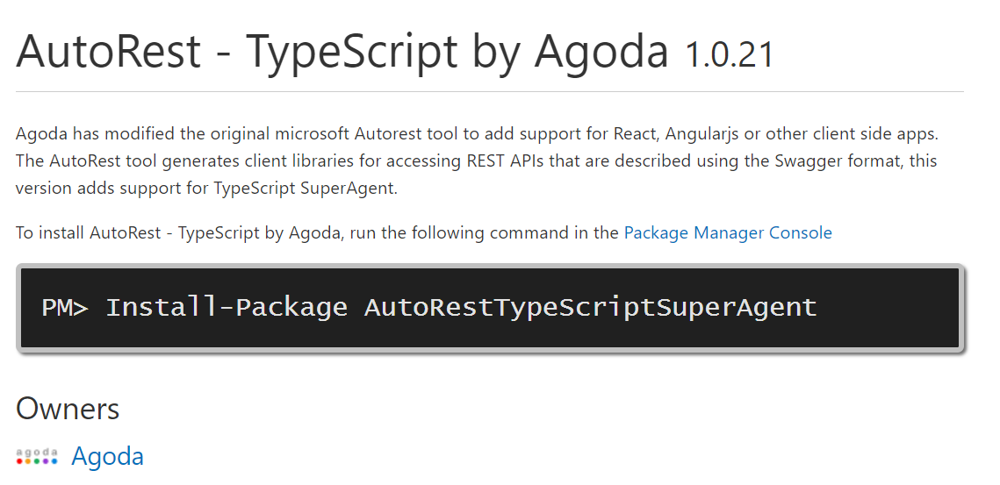 AutoRest - TypeScript by Agoda 1.0.21
Agoda has modified the original microsoft Autorest tool to add support for React, Angularjs or other client side apps.
The AutoRest tool generates client libraries for accessing REST APIs that are described using the Swagger format, this
version adds support for TypeScript SuperAgent.
To install AutoRest - TypeScript by Agoda, run the following command in the Package Manager Console
PM> Install-Package AutoRestTypeScriptSuperAgent
Owners
agoda Agoda